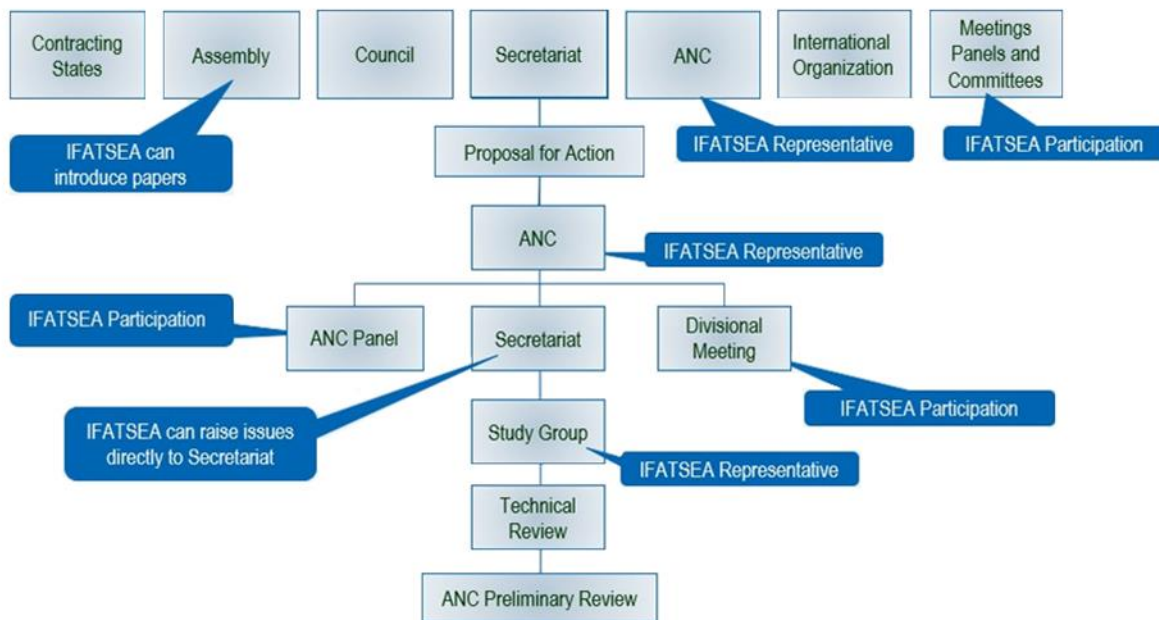 Contracting
States
Assembly
Council
Secretariat
ANC
International
Organization
Meetings
Panels and
Committees
IFATSEA can
introduce papers
IFATSEA Representative
IFATSEA Participation
Proposal for Action
ANC
IFATSEA Representative
IFATSEA Participation
ANC Panel
Secretariat
Divisional
Meeting
IFATSEA can raise issues
directly to Secretariat
Study Group
IFATSEA Participation
IFATSEA Representative
Technical
Review
ANC Preliminary Review